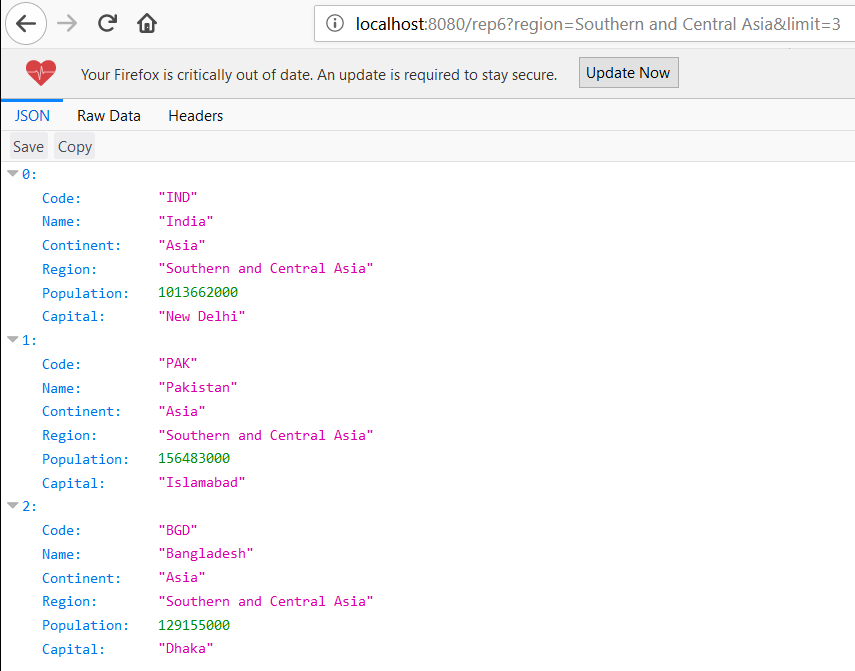 localhost:8080/rep6?region=Southern and Central Asia&limit=3
Your Firefox is critically out of date. An update is required to stay secure. Update Now
JSON Raw Data Headers
Save Copy
0:
Code: "IND"
Name: "India"
Continent: "Asia"
Region: "Southern and Central Asia"
Population: 1013662000
Capital: "New Delhi"
1:
Code: "PAK"
Name: "Pakistan"
Continent: "Asia"
Region: "Southern and Central Asia"
Population: 156483000
Capital: "Islamabad"
2:
Code: "BGD"
Name: "Bangladesh"
Continent: "Asia"
Region: "Southern and Central Asia"
Population: 129155000
Capital: "Dhaka"